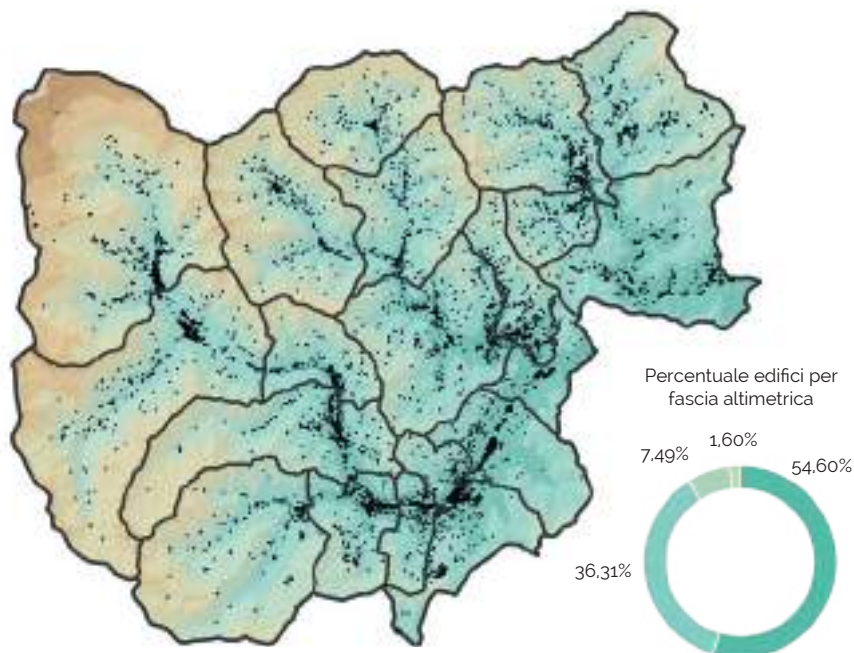 Percentuale edifici per
fascia altimetrica
7,49%
1,60%
54,60%
36,31%